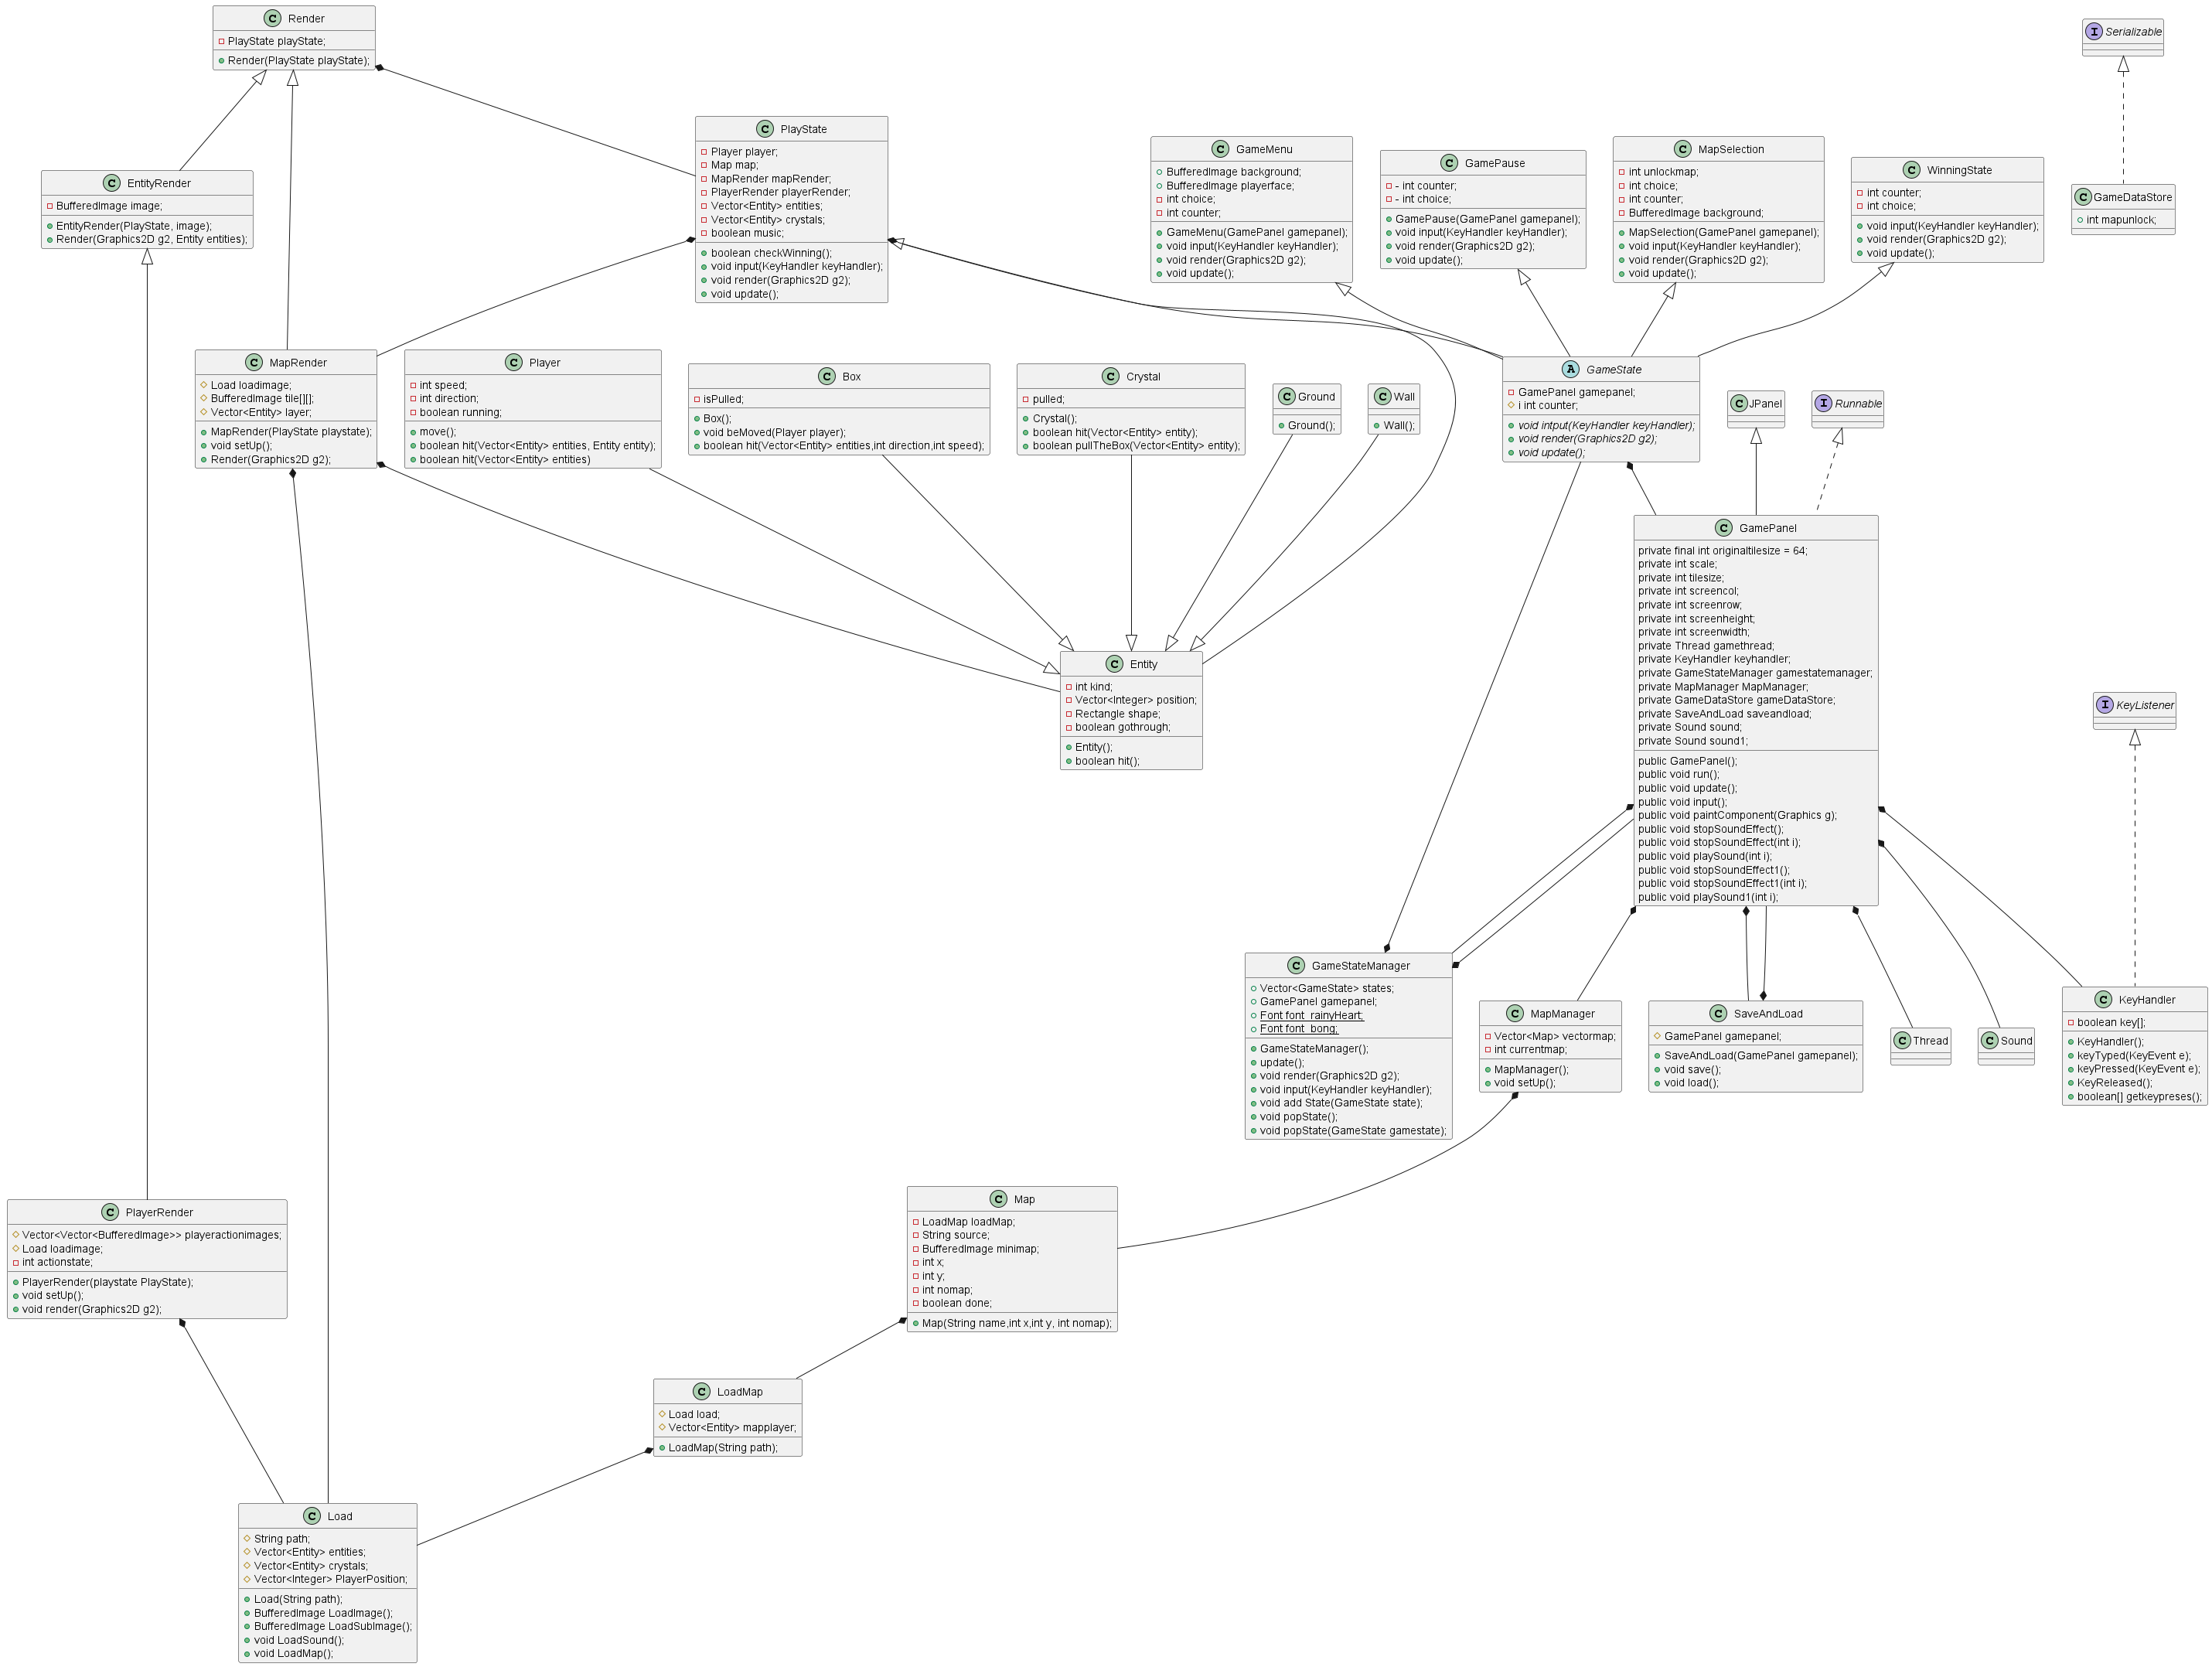 C Render
PlayState playState;
Render(PlayState playState);
I Serializable
C PlayState
Player player;
Map map;
MapRender mapRender;
PlayerRender playerRender;
Vector<Entity> entities;
Vector<Entity> crystals;
boolean music;
boolean checkWinning();
void input(KeyHandler keyHandler);
void render(Graphics2D g2);
void update();
C GameMenu
BufferedImage background;
BufferedImage playerface;
int choice;
int counter;
GameMenu(GamePanel gamepanel);
void input(KeyHandler keyHandler);
void render(Graphics2D g2);
void update();
C GamePause
- int counter;
- int choice;
GamePause(GamePanel gamepanel);
void input(KeyHandler keyHandler);
void render(Graphics2D g2);
void update();
C MapSelection
int unlockmap;
int choice;
int counter;
BufferedImage background;
MapSelection(GamePanel gamepanel);
void input(KeyHandler keyHandler);
void render(Graphics2D g2);
void update();
C WinningState
int counter;
int choice;
void input(KeyHandler keyHandler);
void render(Graphics2D g2);
void update();
C EntityRender
BufferedImage image;
EntityRender(PlayState, image);
Render(Graphics2D g2, Entity entities);
C GameDataStore
int mapunlock;
C MapRender
Load loadimage;
BufferedImage tile[][];
Vector<Entity> layer;
MapRender(PlayState playstate);
void setUp();
Render(Graphics2D g2);
C Player
int speed;
int direction;
boolean running;
move();
boolean hit(Vector<Entity> entities, Entity entity);
boolean hit(Vector<Entity> entities)
C Box
isPulled;
Box();
void beMoved(Player player);
boolean hit(Vector<Entity> entities,int direction,int speed);
C Crystal
pulled;
Crystal();
boolean hit(Vector<Entity> entity);
boolean pullTheBox(Vector<Entity> entity);
C Ground
Ground();
C Wall
Wall();
A GameState
GamePanel gamepanel;
i int counter;
void intput(KeyHandler keyHandler);
void render(Graphics2D g2);
void update();
C JPanel
I Runnable
C GamePanel
private final int originaltilesize = 64;
private int scale;
private int tilesize;
private int screencol;
private int screenrow;
private int screenheight;
private int screenwidth;
private Thread gamethread;
private KeyHandler keyhandler;
private GameStateManager gamestatemanager;
private MapManager MapManager;
private GameDataStore gameDataStore;
private SaveAndLoad saveandload;
private Sound sound;
private Sound sound1;
public GamePanel();
public void run();
public void update();
public void input();
public void paintComponent(Graphics g);
public void stopSoundEffect();
public void stopSoundEffect(int i);
public void playSound(int i);
public void stopSoundEffect1();
public void stopSoundEffect1(int i);
public void playSound1(int i);
C Entity
int kind;
Vector<Integer> position;
Rectangle shape;
boolean gothrough;
Entity();
boolean hit();
I KeyListener
C GameStateManager
Vector<GameState> states;
GamePanel gamepanel;
Font font_rainyHeart;
Font font_bong;
GameStateManager();
update();
void render(Graphics2D g2);
void input(KeyHandler keyHandler);
void add State(GameState state);
void popState();
void popState(GameState gamestate);
C MapManager
Vector<Map> vectormap;
int currentmap;
MapManager();
void setUp();
C SaveAndLoad
GamePanel gamepanel;
SaveAndLoad(GamePanel gamepanel);
void save();
void load();
C Thread
C Sound
C KeyHandler
boolean key[];
KeyHandler();
keyTyped(KeyEvent e);
keyPressed(KeyEvent e);
KeyReleased();
boolean[] getkeypreses();
C PlayerRender
Vector<Vector<BufferedImage>> playeractionimages;
Load loadimage;
int actionstate;
PlayerRender(playstate PlayState);
void setUp();
void render(Graphics2D g2);
C Map
LoadMap loadMap;
String source;
BufferedImage minimap;
int x;
int y;
int nomap;
boolean done;
Map(String name,int x,int y, int nomap);
C LoadMap
Load load;
Vector<Entity> mapplayer;
LoadMap(String path);
C Load
String path;
Vector<Entity> entities;
Vector<Entity> crystals;
Vector<Integer> PlayerPosition;
Load(String path);
BufferedImage LoadImage();
BufferedImage LoadSubImage();
void LoadSound();
void LoadMap();